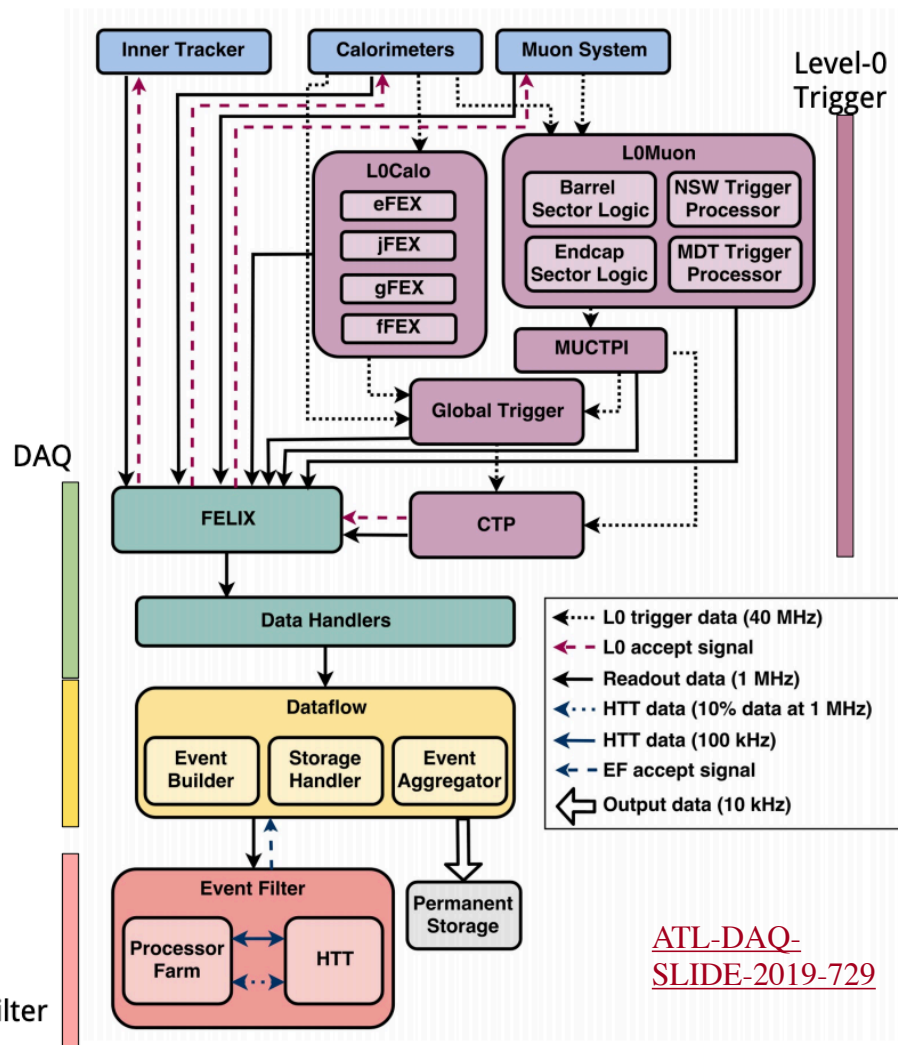 Inner Tracker
Calorimeters
Muon System
Level-0
Trigger
L0Calo
eFEX
jFEX
gFEX
fFEX
L0Muon
Barrel
Sector Logic
NSW Trigger
Processor
Endcap
Sector Logic
MDT Trigger
Processor
MUCTPI
Global Trigger
DAQ
FELIX
CTP
Data Handlers
Dataflow
Event
Builder
Storage
Handler
Event
Aggregator
L0 trigger data (40 MHz)
L0 accept signal
Readout data (1 MHz)
HTT data (10% data at 1 MHz)
HTT data (100 kHz)
EF accept signal
Output data (10 kHz)
Event Filter
Processor
Farm
HTT
Permanent
Storage
ATL-DAQ-
SLIDE-2019-729
ilter